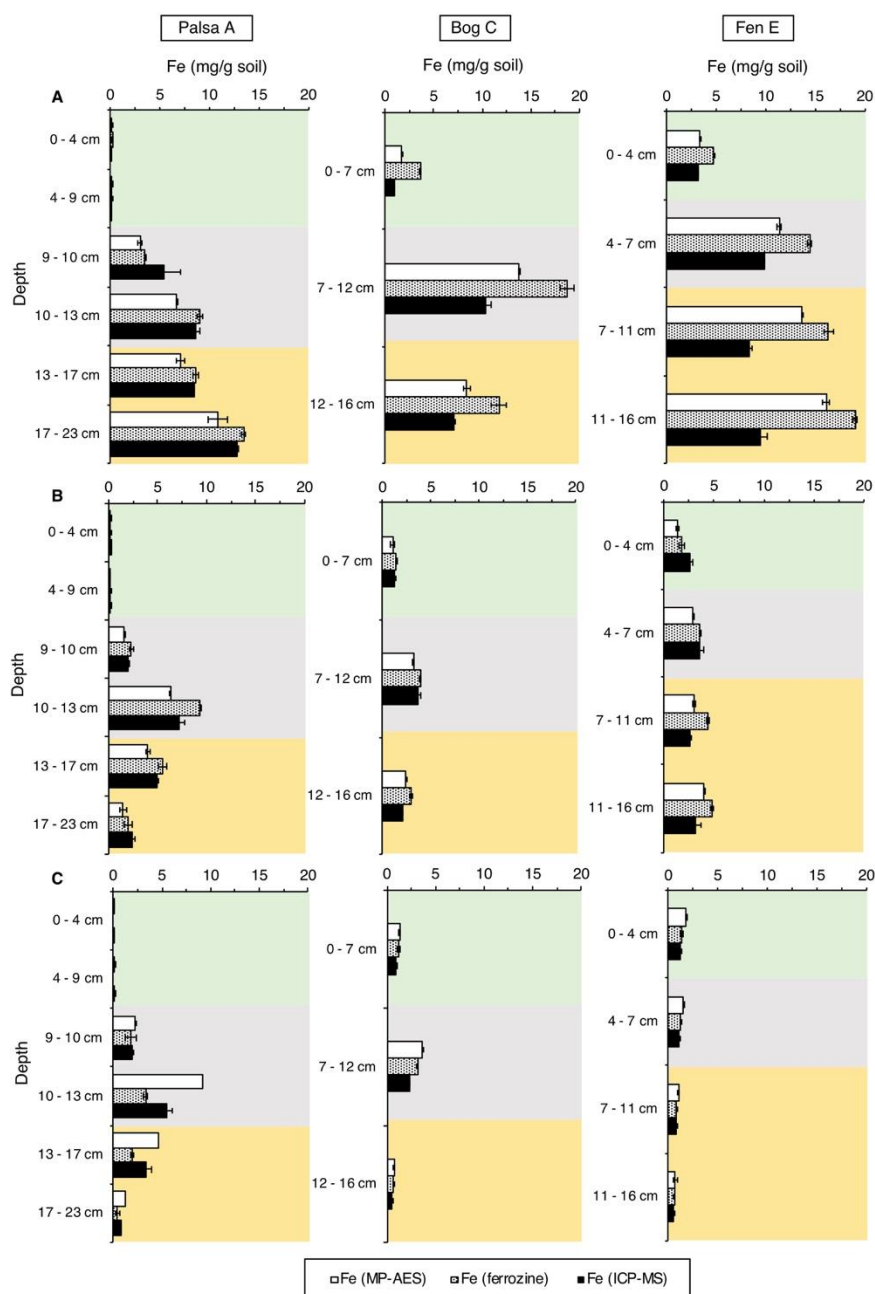 Palsa A
Bog C
Fen E
Fe (mg/g soil)
Fe (mg/g soil)
Fe (mg/g soil)
A
0 5 10 15 20
0 5 10 15 20
0 5 10 15 20
Depth
0 - 4 cm
4 - 9 cm
9 - 10 cm
10 - 13 cm
13 - 17 cm
17 - 23 cm
0 - 7 cm
7 - 12 cm
12 - 16 cm
0 - 4 cm
4 - 7 cm
7 - 11 cm
11 - 16 cm
B
0 5 10 15 20
0 5 10 15 20
0 5 10 15 20
Depth
0 - 4 cm
4 - 9 cm
9 - 10 cm
10 - 13 cm
13 - 17 cm
17 - 23 cm
0 - 7 cm
7 - 12 cm
12 - 16 cm
0 - 4 cm
4 - 7 cm
7 - 11 cm
11 - 16 cm
C
0 5 10 15 20
0 5 10 15 20
0 5 10 15 20
Depth
0 - 4 cm
4 - 9 cm
9 - 10 cm
10 - 13 cm
13 - 17 cm
17 - 23 cm
0 - 7 cm
7 - 12 cm
12 - 16 cm
0 - 4 cm
4 - 7 cm
7 - 11 cm
11 - 16 cm
Fe (MP-AES) Fe (ferrozine) Fe (ICP-MS)